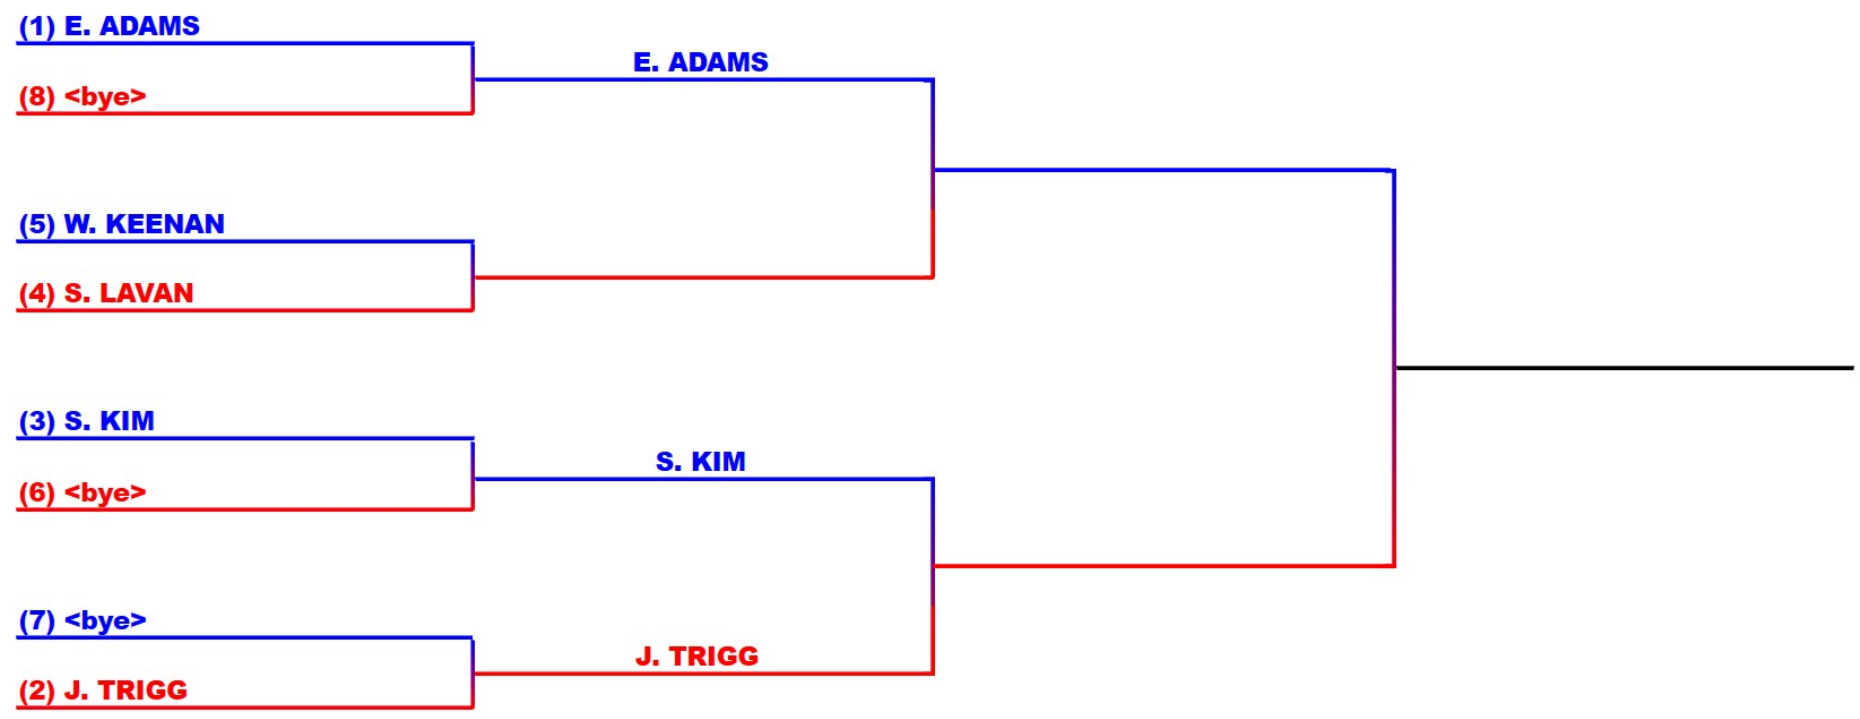 (1) E. ADAMS
(8) <bye>
(5) W. KEENAN
(4) S. LAVAN
(3) S. KIM
(6) <bye>
(7) <bye>
(2) J. TRIGG
E. ADAMS
S. KIM
J. TRIGG